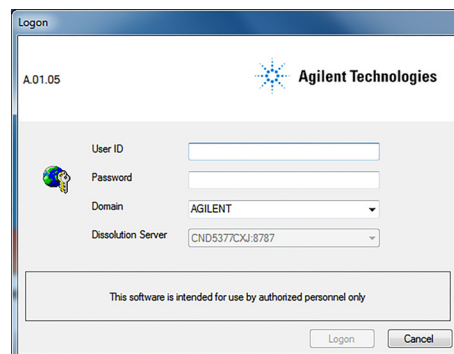 Logon
A.01.05
Agilent Technologies
User ID
Password
Domain
AGILENT
Dissolution Server
CND5377CXJ:8787
This software is intended for use by authorized personnel only
Logon
Cancel